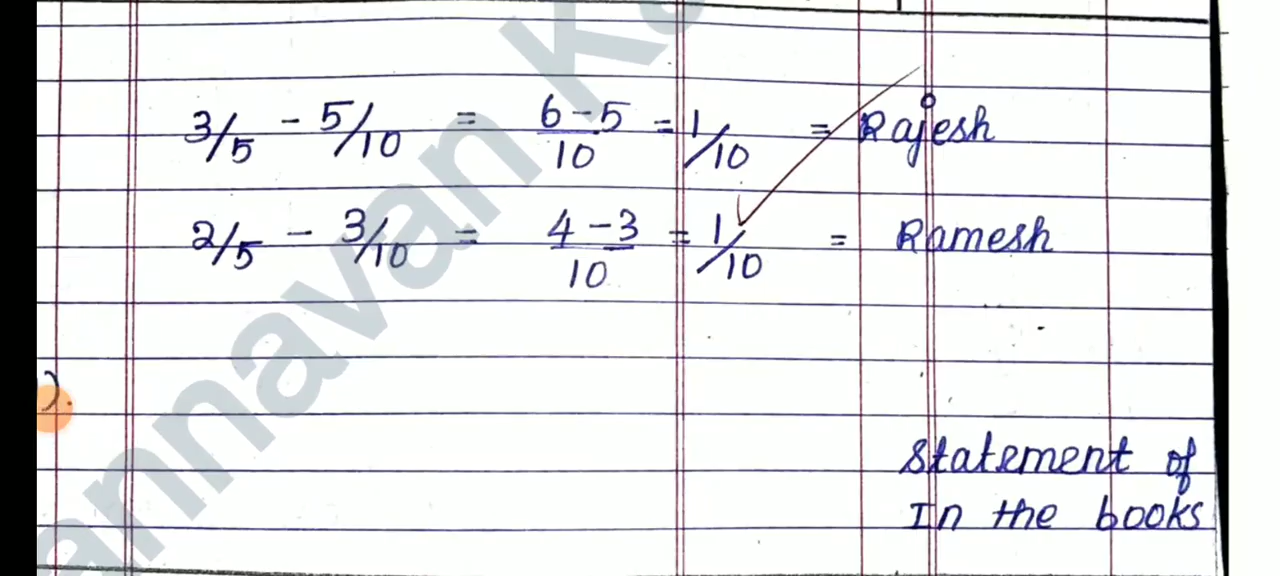 3/5 - 5/10 = 6-5/10 = 1/10 = Rajesh
2/5 - 3/10 = 4-3/10 = 1/10 = Ramesh
).
Statement of
In the books